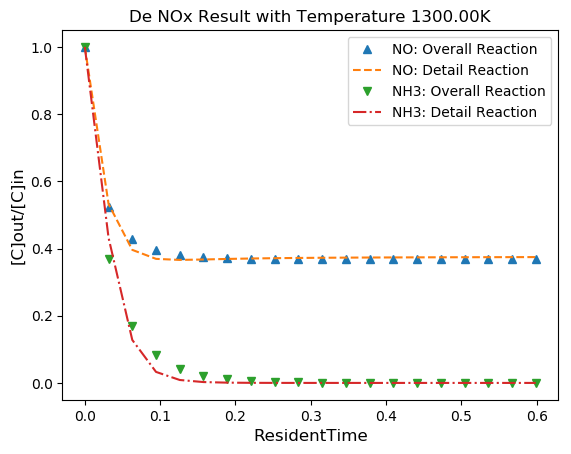 De NOx Result with Temperature 1300.00K
NO: Overall Reaction
NO: Detail Reaction
NH3: Overall Reaction
NH3: Detail Reaction
[C]out/[C]in
1.0
0.8
0.6
0.4
0.2
0.0
0.0 0.1 0.2 0.3 0.4 0.5 0.6
ResidentTime